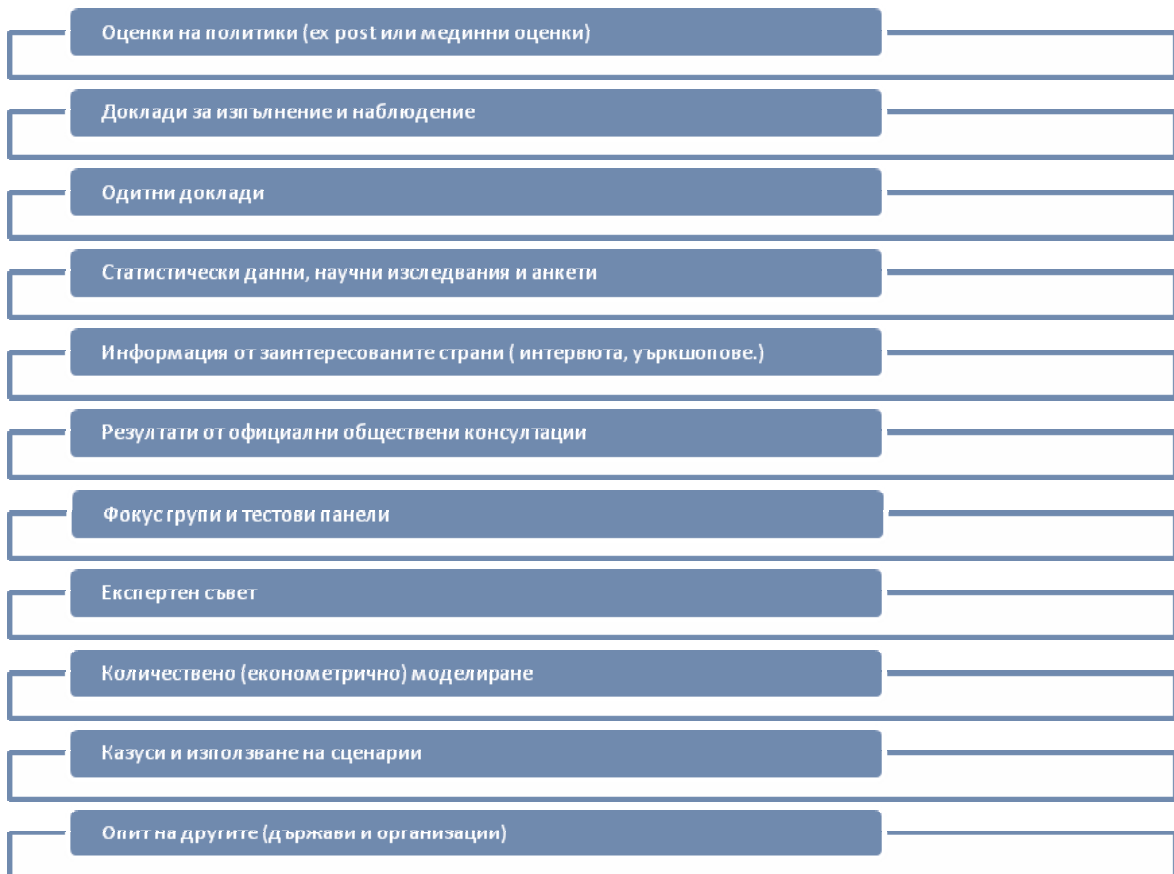 Оценки на политики (ex post или мединни оценки)
Доклади за изпълнение и наблюдение
Одитни доклади
Статистически данни, научни изследвания и анкети
Информация от заинтересованите страни ( интервюта, уъркшопове.)
Резултати от официални обществени консултации
Фокус групи и тестови панели
Експертен съвет
Количествено (економетрично) моделиране
Казуси и използване на сценарии
Опит на другите (държави и организации)